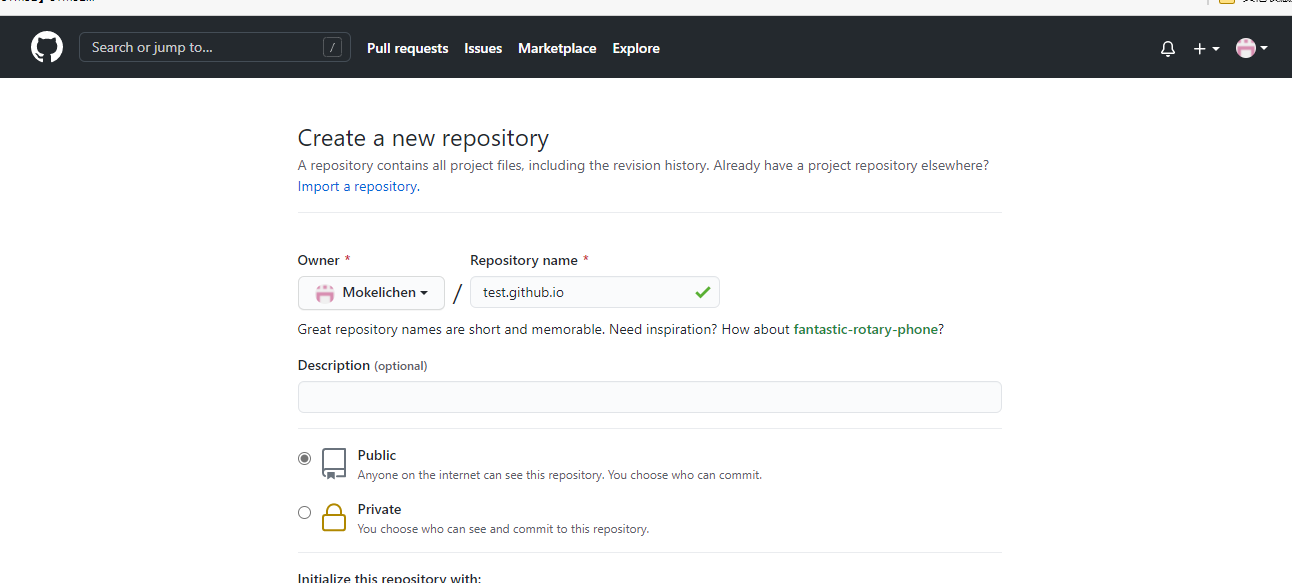 Search or jump to... / Pull requests Issues Marketplace Explore
Create a new repository
A repository contains all project files, including the revision history. Already have a project repository elsewhere?
Import a repository.
Owner * Repository name *
Mokelichen / test.github.io
Great repository names are short and memorable. Need inspiration? How about fantastic-rotary-phone?
Description (optional)
Public
Anyone on the internet can see this repository. You choose who can commit.
Private
You choose who can see and commit to this repository.
Initialize this repository with: